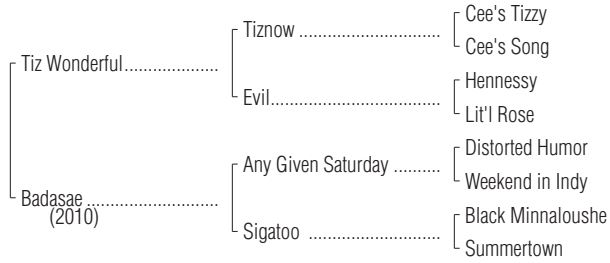 Cee's Tizzy
Tiznow ..............................
Cee's Song
Tiz Wonderful....................
Hennessy
Evil....................................
Lit'l Rose
Distorted Humor
Any Given Saturday ..........
Weekend in Indy
Badasae ............................
(2010)
Black Minnaloushe
Sigatoo ............................
Summertown